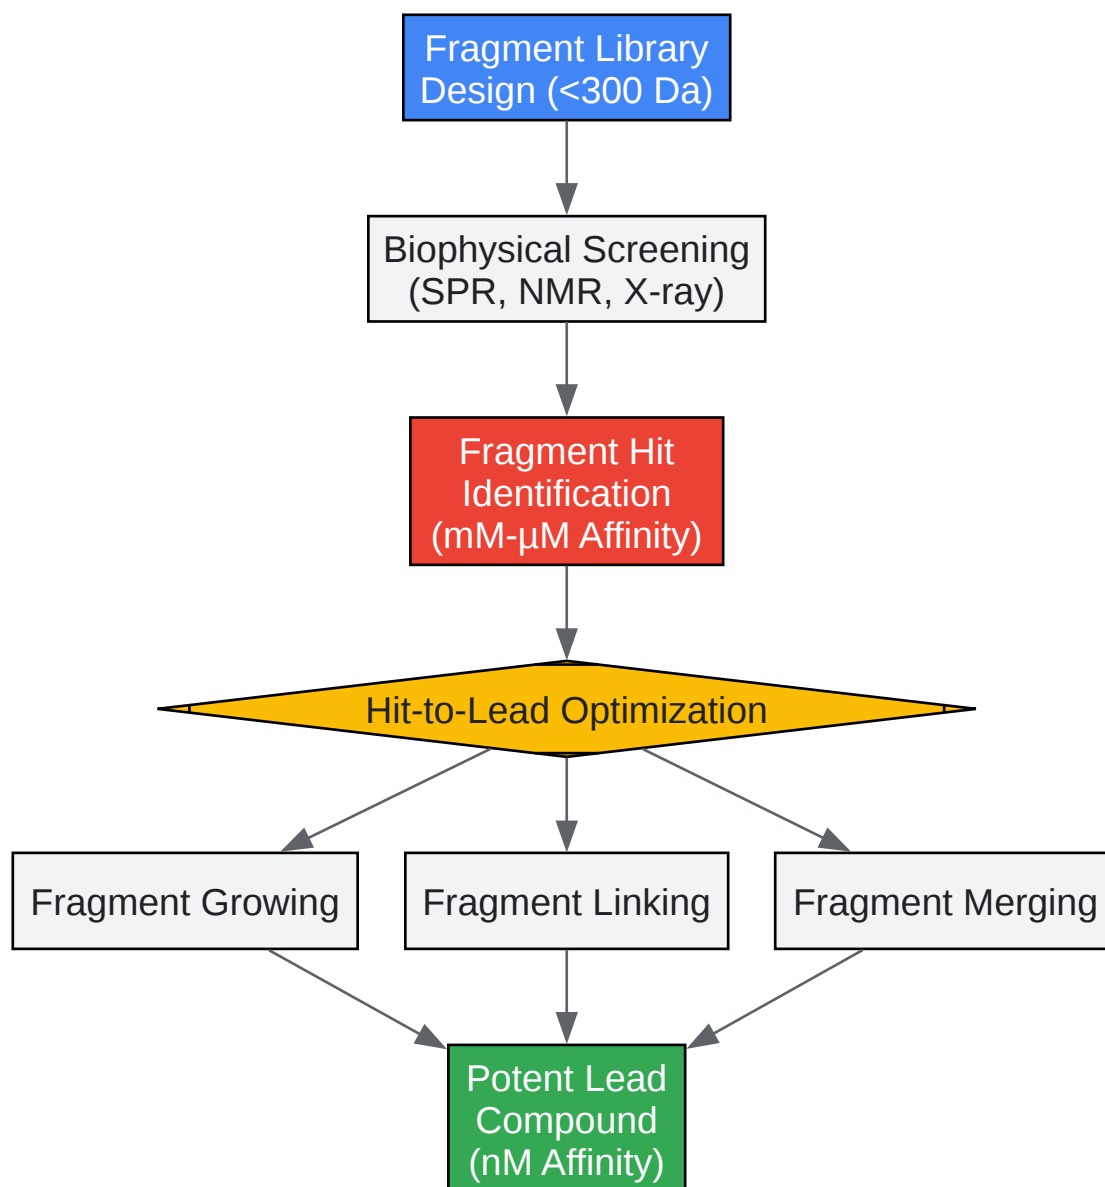 Fragment Library
Design (<300 Da)
Biophysical Screening
(SPR, NMR, X-ray)
Fragment Hit
Identification
(mM-µM Affinity)
Hit-to-Lead Optimization
Fragment Growing
Fragment Linking
Fragment Merging
Potent Lead
Compound
(nM Affinity)